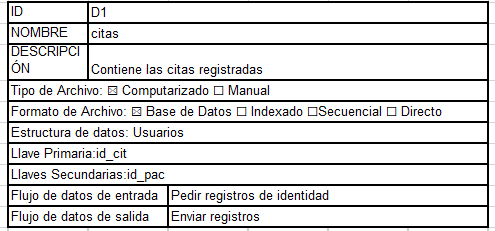 ID D1
NOMBRE citas
DESCRIPCI
ÓN Contiene las citas registradas
Tipo de Archivo: ☒ Computarizado ☐ Manual
Formato de Archivo: ☒ Base de Datos ☐ Indexado ☐Secuencial ☐ Directo
Estructura de datos: Usuarios
Llave Primaria:id_cit
Llaves Secundarias:id_pac
Flujo de datos de entrada Pedir registros de identidad
Flujo de datos de salida Enviar registros